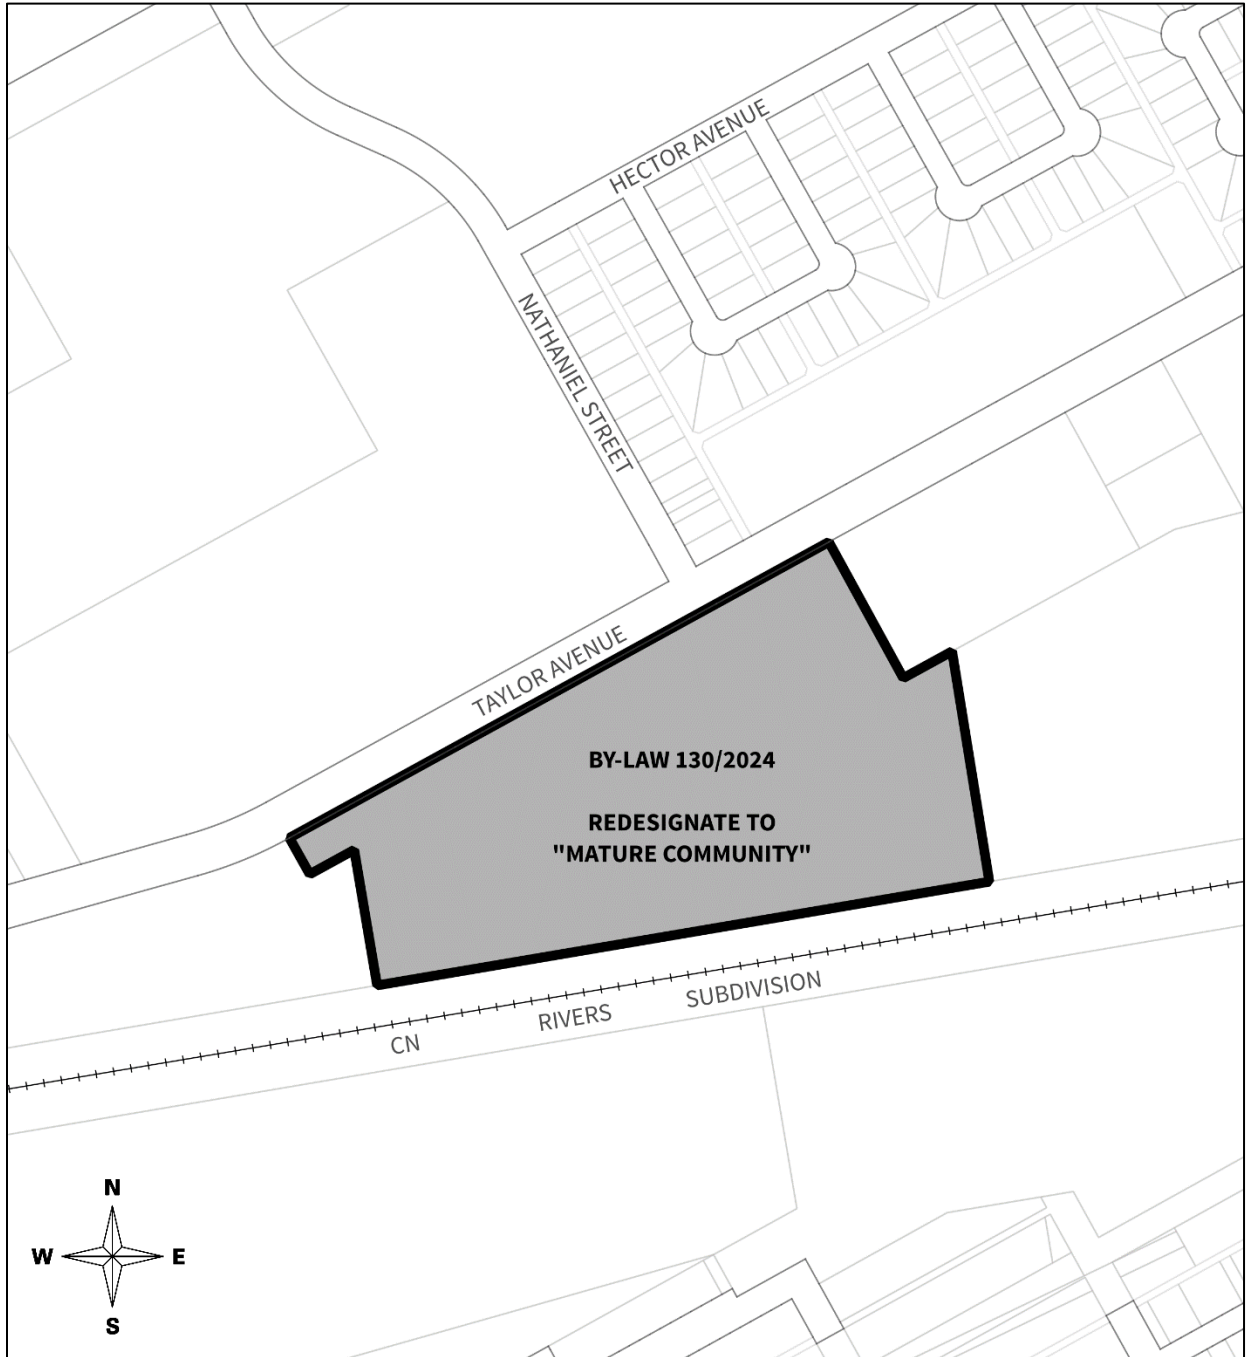 HECTOR AVENUE
NATHANIEL STREET
TAYLOR AVENUE
BY-LAW 130/2024
REDESIGNATE TO
"MATURE COMMUNITY"
CN RIVERS SUBDIVISION
N
W E
S